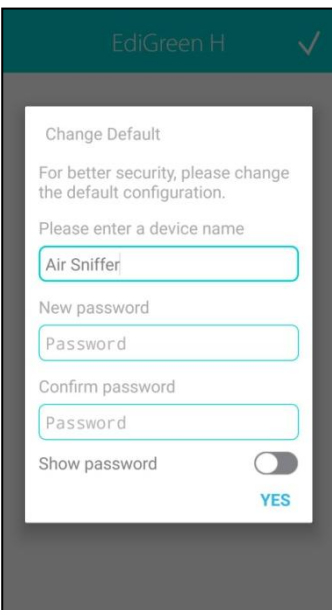 EdiGreen H
Change Default
For better security, please change
the default configuration.
Please enter a device name
Air Sniffer
New password
Password
Confirm password
Password
Show password
YES